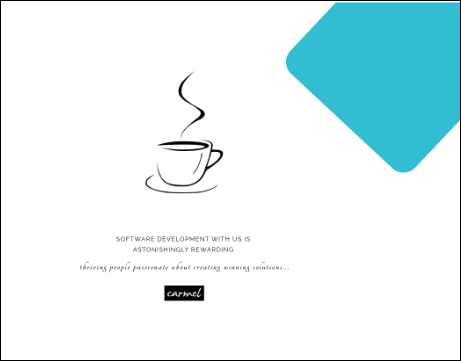 SOFTWARE DEVELOPMENT WITH US IS
ASTONISHINGLY REWARDING
thriving people passionate about creating winning solutions...
carmel